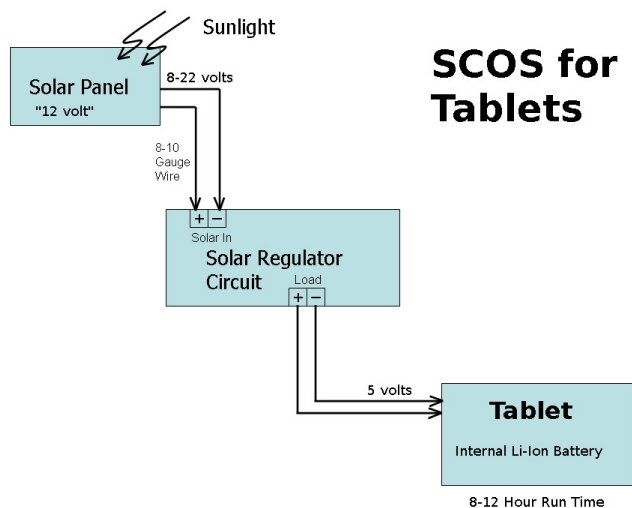 Sunlight
SCOS for
Tablets
Solar Panel
"12 volt"
8-22 volts
8-10
Gauge
Wire
+ −
Solar In
Solar Regulator
Circuit
Load
+ −
5 volts
Tablet
Internal Li-Ion Battery
8-12 Hour Run Time